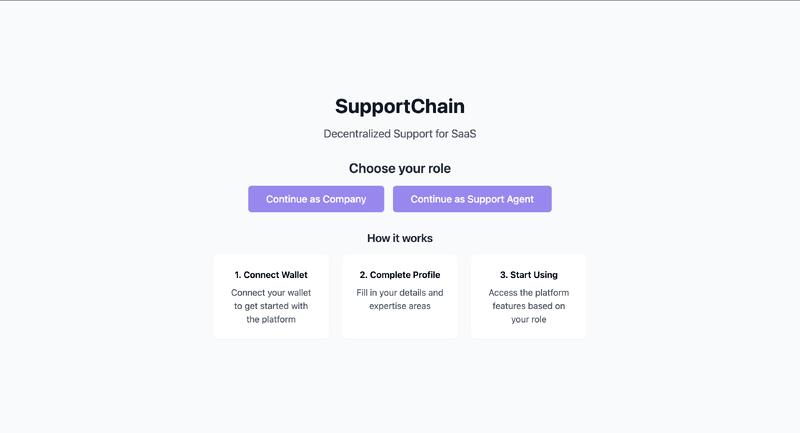 SupportChain
Decentralized Support for SaaS
Choose your role
Continue as Company
Continue as Support Agent
How it works
1. Connect Wallet
Connect your wallet
to get started with
the platform
2. Complete Profile
Fill in your details and
expertise areas
3. Start Using
Access the platform
features based on
your role